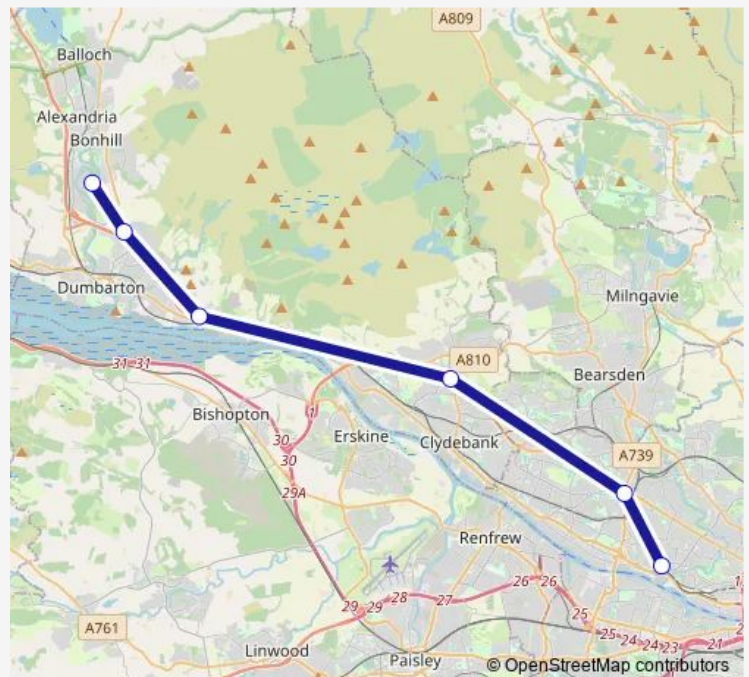 A809
Balloch
Alexandria
Bonhill
Dumbarton
Milngavie
31 31
A810
Bearsden
Bishopton
1
30
30
Erskine
Clydebank
A739
29A
Renfrew
26
26
29
29
28
27
25
A761
25
24
24
23
21
Linwood
Paisley
© OpenStreetMap contributors